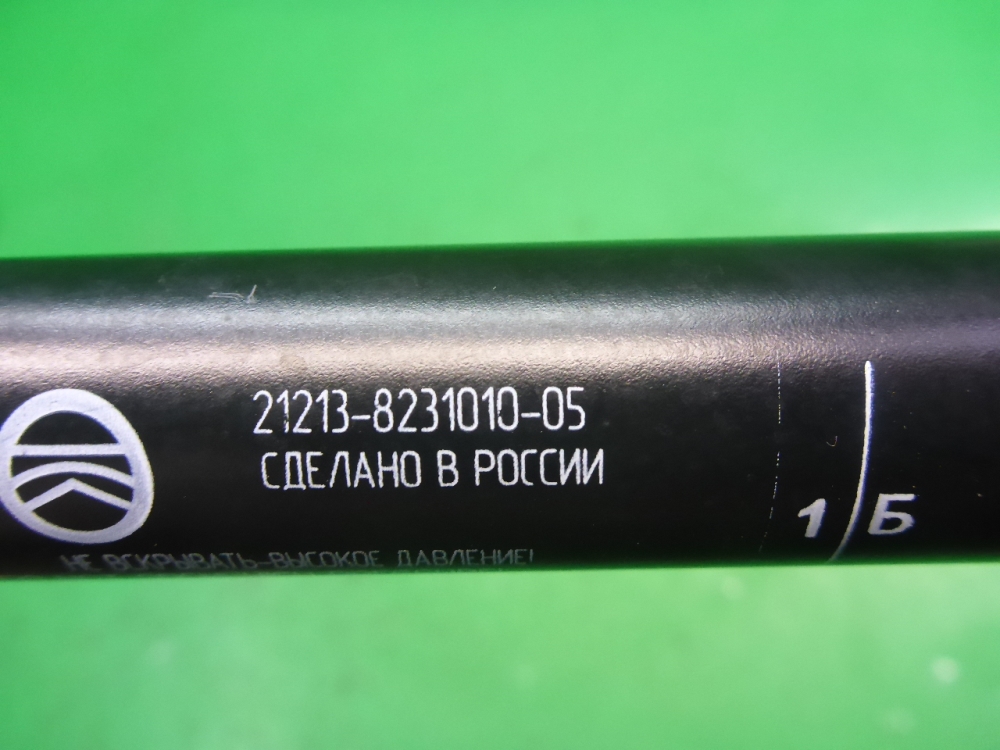 21213-8231010-05
СДЕЛАНО В РОССИИ
НЕ ВСКРЫВАТЬ-ВЫСОКОЕ ДАВЛЕНИЕ!
1 Б